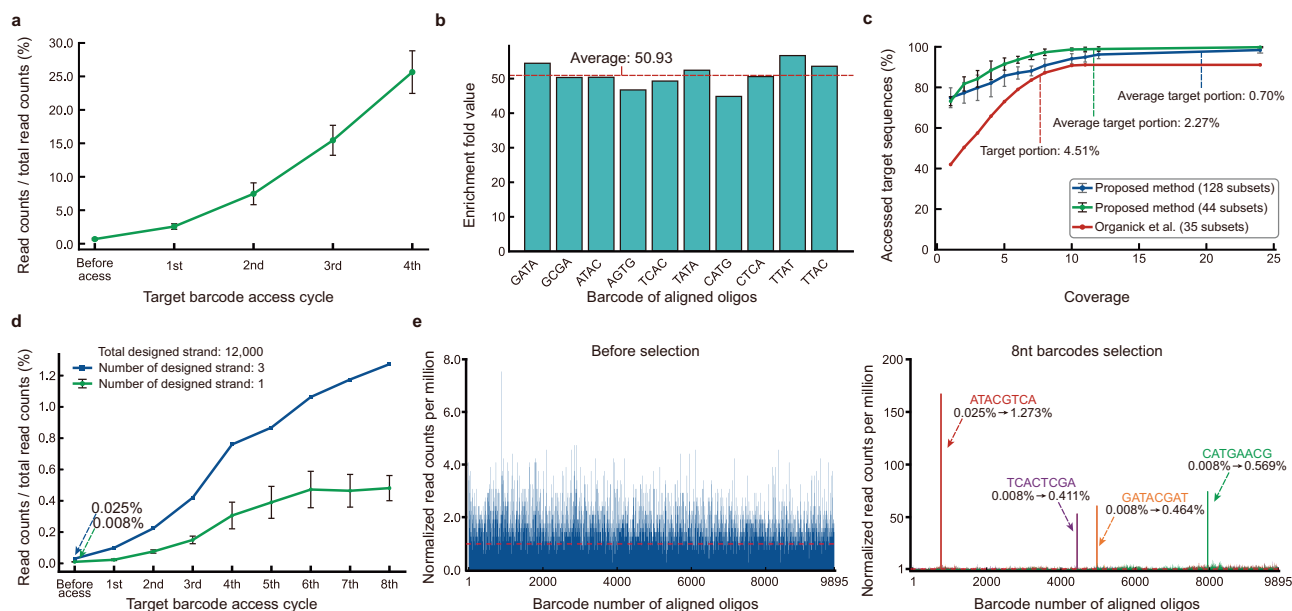 a
Read counts / total read counts (%)
30.0
25.0
20.0
15.0
10.0
5.0
0.0
Before
acess
1st
2nd
3rd
4th
Target barcode access cycle
b
Enrichment fold value
Average: 50.93
60
50
40
30
20
10
0
GATA
GCGA
ATAC
AGTG
TCAC
TATA
CATG
CTCA
TTAT
TTAC
Barcode of aligned oligos
c
Accessed target sequences (%)
100
80
60
40
20
0
Average target portion: 0.70%
Average target portion: 2.27%
Target portion: 4.51%
Proposed method (128 subsets)
Proposed method (44 subsets)
Organick et al. (35 subsets)
0
5
10
15
20
25
Coverage
d
Read counts / total read counts (%)
Total designed strand: 12,000
Number of designed strand: 3
Number of designed strand: 1
1.2
1.0
0.8
0.6
0.4
0.2
0.0
0.025%
0.008%
Before
acess
1st
2nd
3rd
4th
5th
6th
7th
8th
Target barcode access cycle
e
Before selection
Normalized read counts per million
8.0
6.0
4.0
2.0
0
1
2000
4000
6000
8000
9895
Barcode number of aligned oligos
8nt barcodes selection
Normalized read counts per million
200
150
100
50
1
ATACGTCA
0.025%→1.273%
TCACTCGA
0.008%→0.411%
GATACGAT
0.008%→0.464%
CATGAACG
0.008%→0.569%
1
2000
4000
6000
8000
9895
Barcode number of aligned oligos